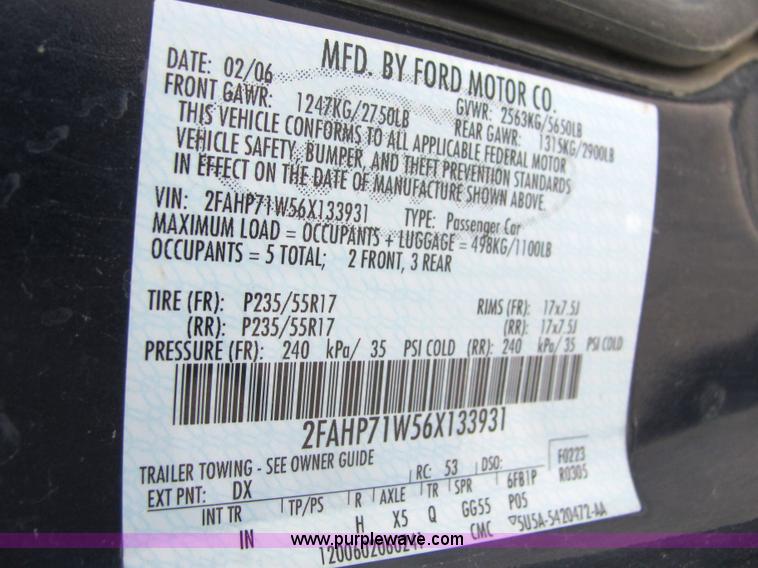 MFD. BY FORD MOTOR CO.
DATE: 02/06 GVWR: 2563KG/5650LB
FRONT GAWR: 1247KG/2750LB REAR GAWR: 1315KG/2900LB
THIS VEHICLE CONFORMS TO ALL APPLICABLE FEDERAL MOTOR
VEHICLE SAFETY, BUMPER, AND THEFT PREVENTION STANDARDS
IN EFFECT ON THE DATE OF MANUFACTURE SHOWN ABOVE.
VIN: 2FAHP71W56X133931 TYPE: Passenger Car
MAXIMUM LOAD = OCCUPANTS + LUGGAGE = 498KG/1100LB
OCCUPANTS = 5 TOTAL; 2 FRONT, 3 REAR
TIRE (FR): P235/55R17 RIMS (FR): 17x7.5J
(RR): P235/55R17 (RR): 17x7.5J
PRESSURE (FR): 240 kPa/ 35 PSI COLD (RR): 240 kPa/ 35 PSI COLD
2FAHP71W56X133931
TRAILER TOWING - SEE OWNER GUIDE F0223
EXT PNT: DX RC: 53 DSO: R0305
INT TR TP/PS R AXLE TR SPR 6FB1P
IN H X5 Q GG55 P05
CMC 5U5A-5420472-AA
www.purplewave.com